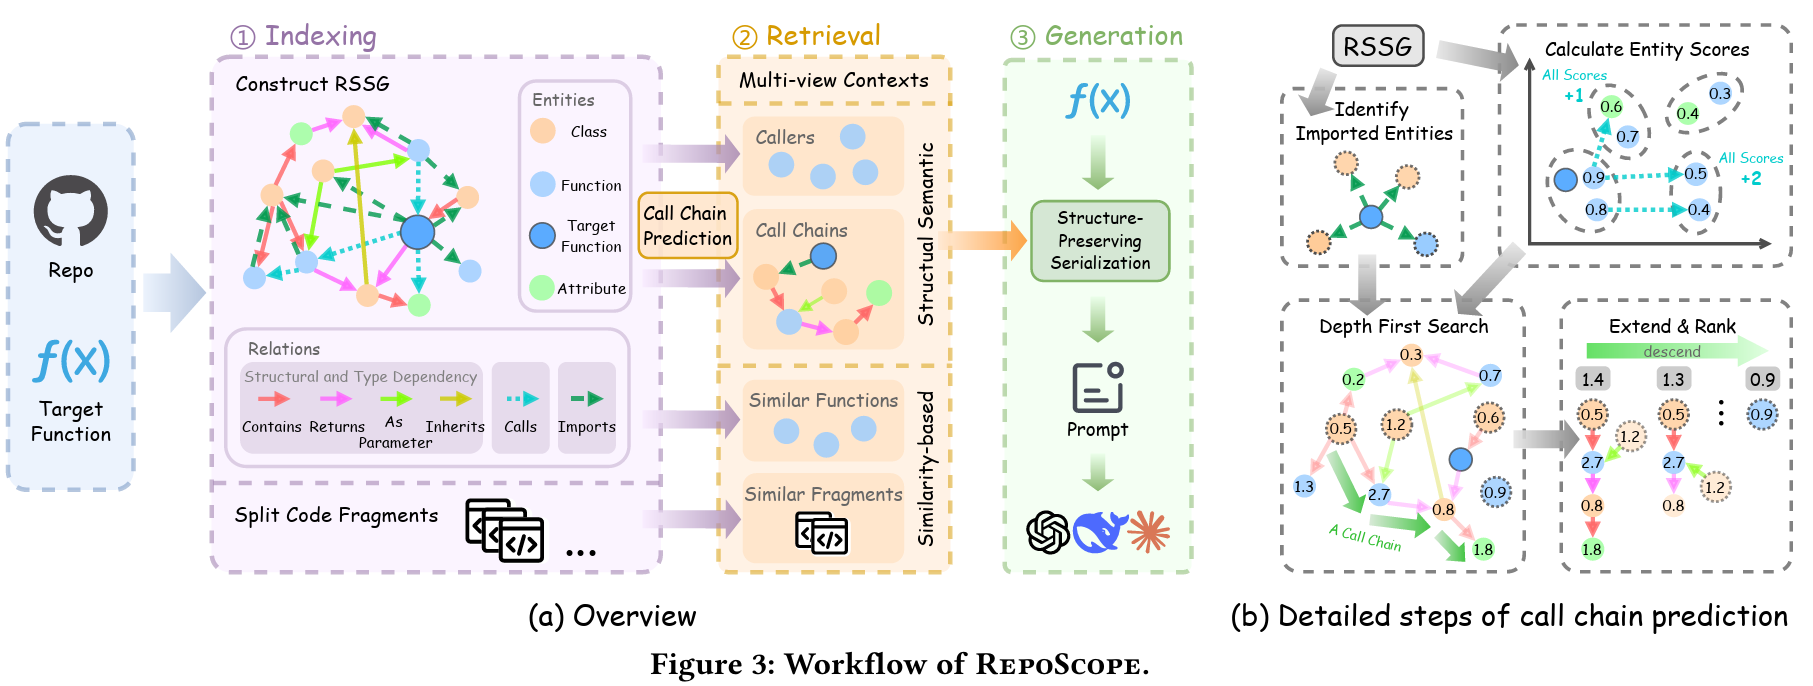 ① Indexing
② Retrieval
③ Generation
Repo
f(x)
Target
Function
Construct RSSG
Entities
Class
Function
Target
Function
Attribute
Relations
Structural and Type Dependency
Contains
Returns
As
Parameter
Inherits
Calls
Imports
Split Code Fragments
...
Call Chain
Prediction
Multi-view Contexts
Callers
Call Chains
Structural Semantic
Similar Functions
Similar Fragments
Similarity-based
f(x)
Structure-
Preserving
Serialization
Prompt
(a) Overview
RSSG
Identify
Imported Entities
Calculate Entity Scores
All Scores
+1
0.6
0.7
0.4
0.3
0.9
0.8
0.5
0.4
All Scores
+2
Depth First Search
0.3
0.2
0.7
0.5
1.2
0.6
1.3
2.7
0.9
0.8
1.8
A Call Chain
Extend & Rank
descend
1.4
1.3
0.9
0.5
0.5
0.9
1.2
2.7
2.7
1.2
0.8
0.8
1.8
(b) Detailed steps of call chain prediction
Figure 3: Workflow of RepoScope.